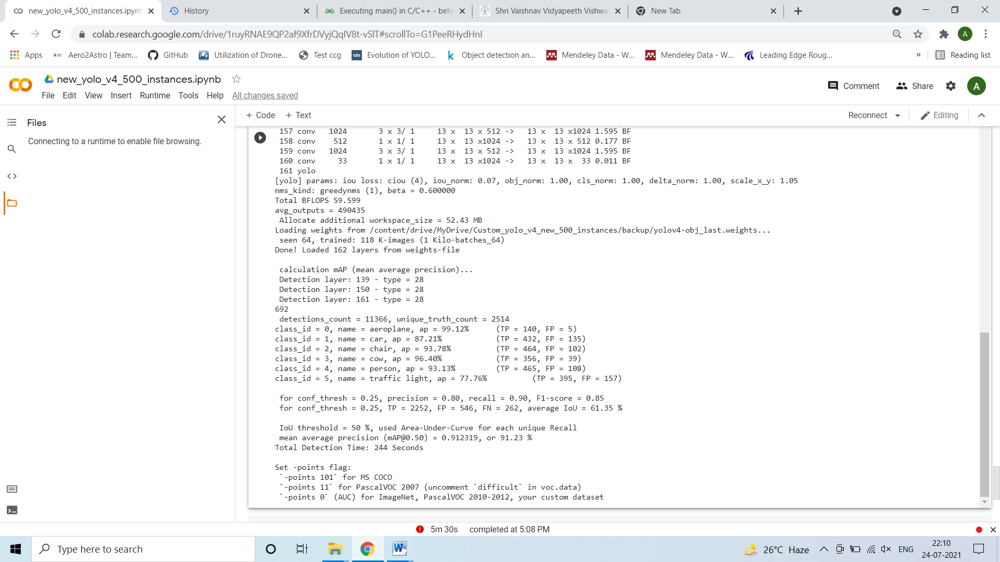 new_yolo_v4_500_instances.ipynb
History
Executing main() in C/C++ - behi
Shri Vaishnav Vidyapeeth Vishwa
New Tab
colab.research.google.com/drive/1ruyRNAE9QP2af9XfrDVyjQqIV8t-vSlT#scrollTo=G1PeeRHydHnI
A
Apps
Aero2Astro | Team...
GitHub
Utilization of Drone...
Test ccg
tds Evolution of YOLO...
k Object detection an...
Mendeley Data - W...
Mendeley Data - W...
Leading Edge Roug...
»
Reading list
new_yolo_v4_500_instances.ipynb
Comment
Share
A
File Edit View Insert Runtime Tools Help All changes saved
Files
Connecting to a runtime to enable file browsing.
+ Code + Text
Reconnect
Editing
157 conv 1024 3 x 3/ 1 13 x 13 x 512 -> 13 x 13 x1024 1.595 BF
158 conv 512 1 x 1/ 1 13 x 13 x1024 -> 13 x 13 x 512 0.177 BF
159 conv 1024 3 x 3/ 1 13 x 13 x 512 -> 13 x 13 x1024 1.595 BF
160 conv 33 1 x 1/ 1 13 x 13 x1024 -> 13 x 13 x 33 0.011 BF
161 yolo
[yolo] params: iou loss: ciou (4), iou_norm: 0.07, obj_norm: 1.00, cls_norm: 1.00, delta_norm: 1.00, scale_x_y: 1.05
nms_kind: greedynms (1), beta = 0.600000
Total BFLOPS 59.599
avg_outputs = 490435
Allocate additional workspace_size = 52.43 MB
Loading weights from /content/drive/MyDrive/Custom_yolo_v4_new_500_instances/backup/yolov4-obj_last.weights...
seen 64, trained: 118 K-images (1 Kilo-batches_64)
Done! Loaded 162 layers from weights-file
calculation mAP (mean average precision)...
Detection layer: 139 - type = 28
Detection layer: 150 - type = 28
Detection layer: 161 - type = 28
692
detections_count = 11366, unique_truth_count = 2514
class_id = 0, name = aeroplane, ap = 99.12% (TP = 140, FP = 5)
class_id = 1, name = car, ap = 87.21% (TP = 432, FP = 135)
class_id = 2, name = chair, ap = 93.78% (TP = 464, FP = 102)
class_id = 3, name = cow, ap = 96.40% (TP = 356, FP = 39)
class_id = 4, name = person, ap = 93.13% (TP = 465, FP = 108)
class_id = 5, name = traffic light, ap = 77.76% (TP = 395, FP = 157)
for conf_thresh = 0.25, precision = 0.80, recall = 0.90, F1-score = 0.85
for conf_thresh = 0.25, TP = 2252, FP = 546, FN = 262, average IoU = 61.35 %
IoU threshold = 50 %, used Area-Under-Curve for each unique Recall
mean average precision (mAP@0.50) = 0.912319, or 91.23 %
Total Detection Time: 244 Seconds
Set -points flag:
`-points 101` for MS COCO
`-points 11` for PascalVOC 2007 (uncomment `difficult` in voc.data)
`-points 0` (AUC) for ImageNet, PascalVOC 2010-2012, your custom dataset
5m 30s completed at 5:08 PM
Type here to search
26°C Haze
ENG
22:10
24-07-2021